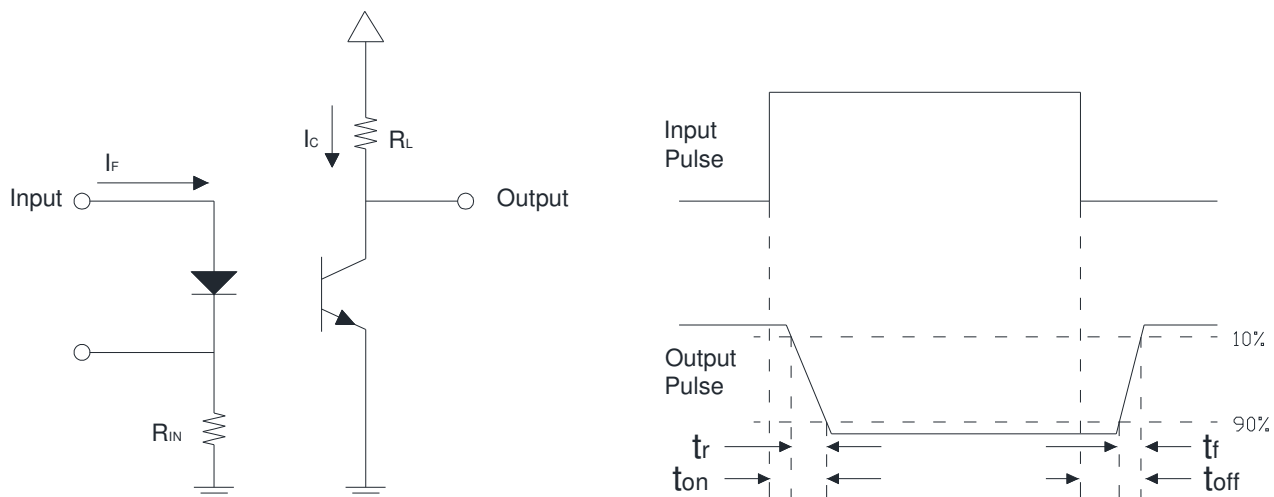 IC
RL
IF
Input
Output
RIN
Input
Pulse
Output
Pulse
10%
90%
tr
tf
ton
toff